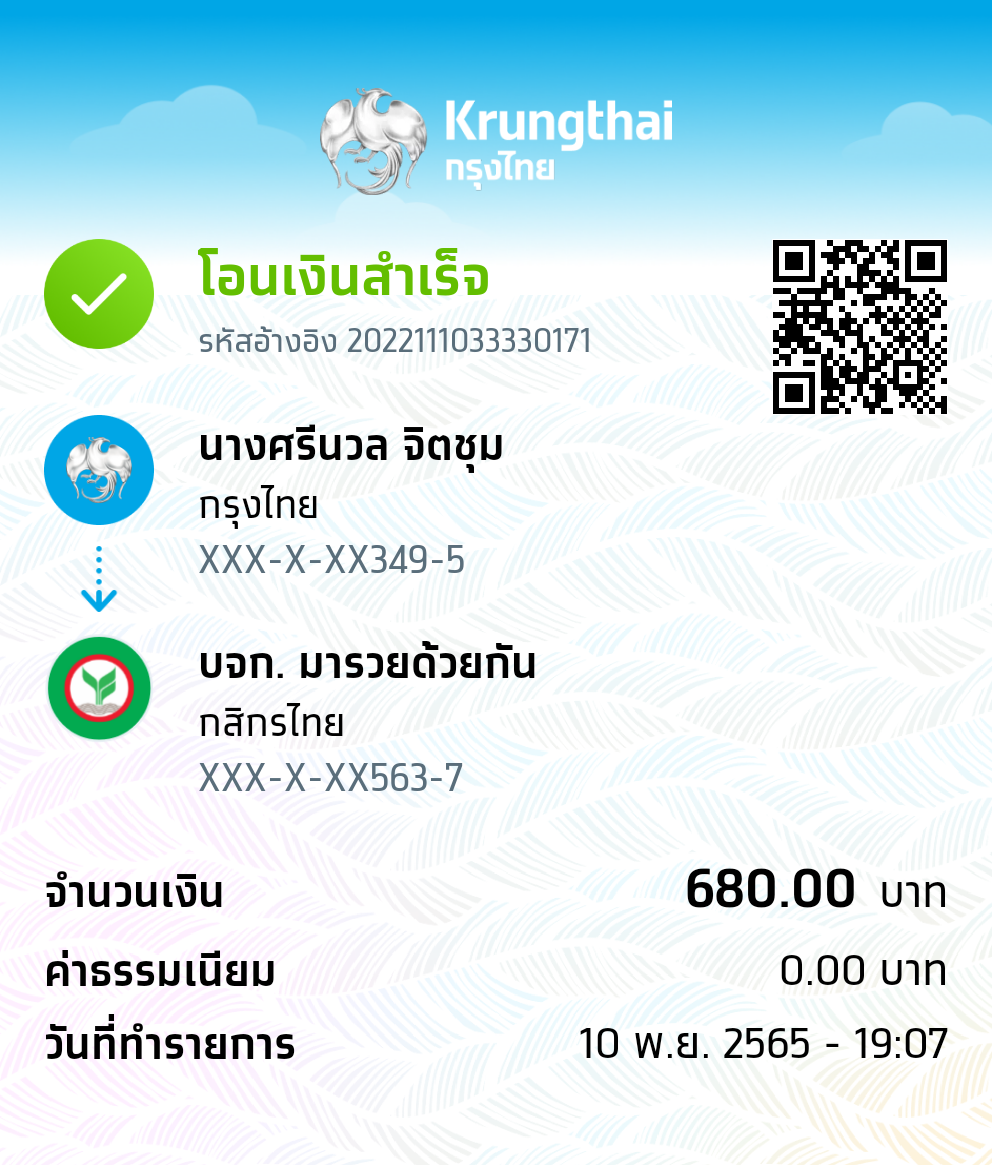 Krungthai
กรุงไทย
โอนเงินสำเร็จ
รหัสอ้างอิง 2022111033330171
นางศรีนวล จิตชุม
กรุงไทย
XXX-X-XX349-5
บจก. มารวยด้วยกัน
กสิกรไทย
XXX-X-XX563-7
จำนวนเงิน 680.00 บาท
ค่าธรรมเนียม 0.00 บาท
วันที่ทำรายการ 10 พ.ย. 2565 - 19:07